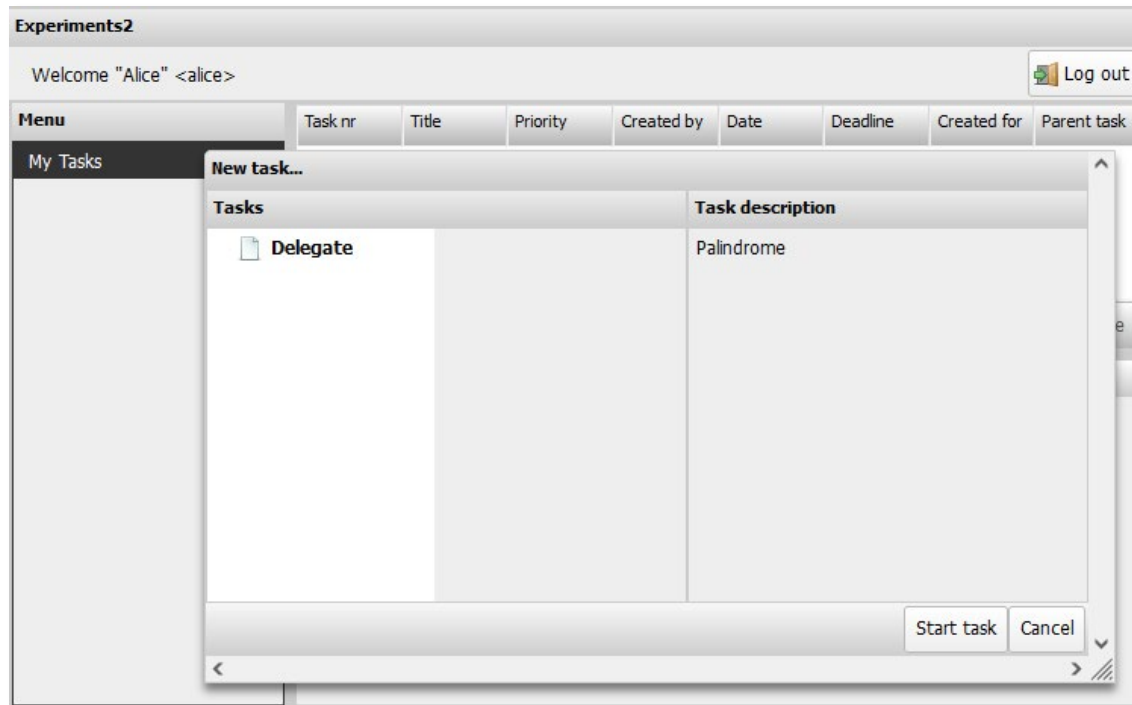 Experiments2
Welcome "Alice" <alice>
Log out
Menu
Task nr Title Priority Created by Date Deadline Created for Parent task
My Tasks
New task...
Tasks Task description
Delegate Palindrome
Start task Cancel